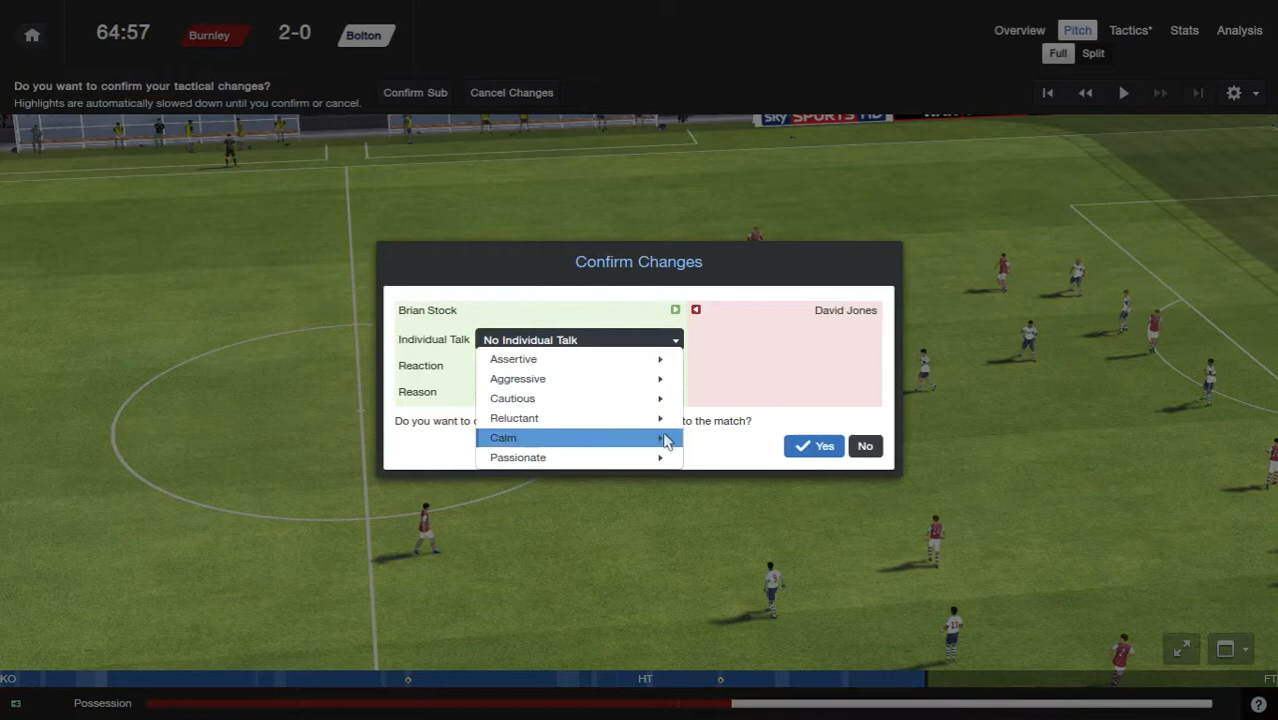 64:57
Burnley
2-0
Bolton
Overview
Pitch
Tactics*
Stats
Analysis
Full
Split
Do you want to confirm your tactical changes?
Highlights are automatically slowed down until you confirm or cancel.
Confirm Sub
Cancel Changes
sky SPORTS HD
Confirm Changes
Brian Stock
David Jones
Individual Talk
No Individual Talk
Reaction
Reason
Assertive
Aggressive
Cautious
Reluctant
Calm
Passionate
Do you want to
to the match?
Yes
No
KO
HT
FT
Possession